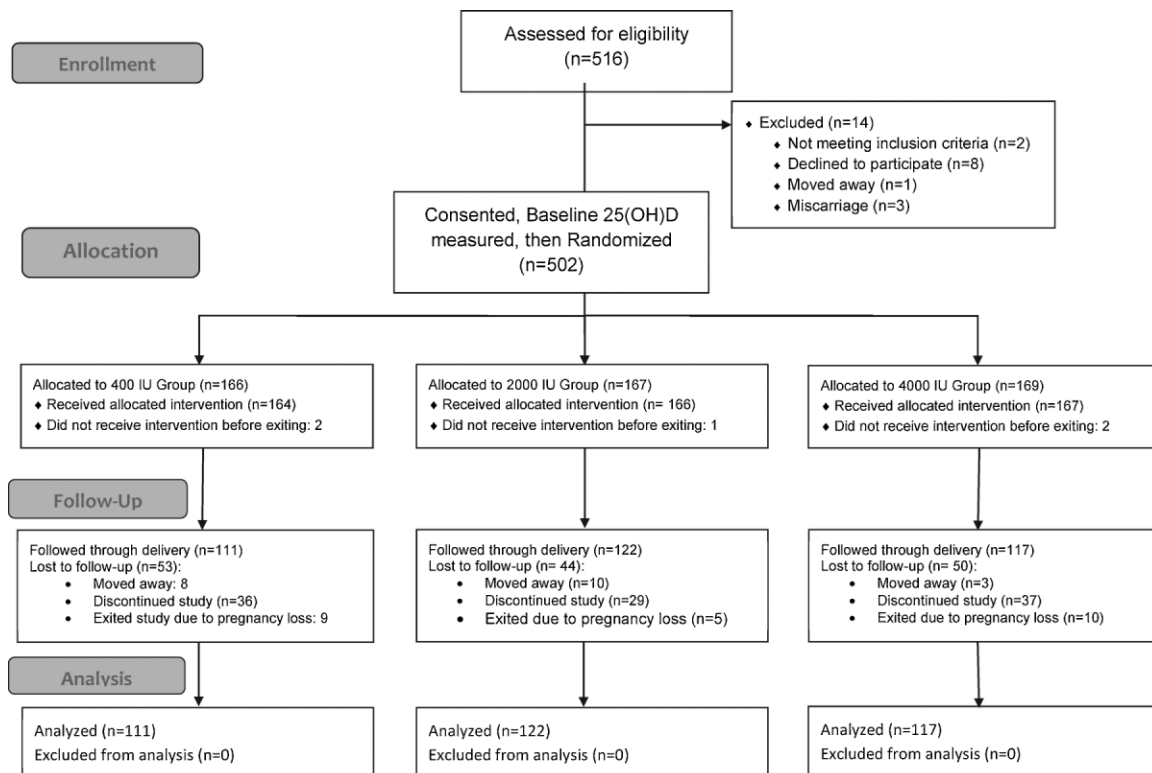 Enrollment
Assessed for eligibility
(n=516)
♦ Excluded (n=14)
♦ Not meeting inclusion criteria (n=2)
♦ Declined to participate (n=8)
♦ Moved away (n=1)
♦ Miscarriage (n=3)
Allocation
Consented, Baseline 25(OH)D
measured, then Randomized
(n=502)
Allocated to 400 IU Group (n=166)
♦ Received allocated intervention (n=164)
♦ Did not receive intervention before exiting: 2
Allocated to 2000 IU Group (n=167)
♦ Received allocated intervention (n= 166)
♦ Did not receive intervention before exiting: 1
Allocated to 4000 IU Group (n=169)
♦ Received allocated intervention (n=167)
♦ Did not receive intervention before exiting: 2
Follow-Up
Followed through delivery (n=111)
Lost to follow-up (n=53):
• Moved away: 8
• Discontinued study (n=36)
• Exited study due to pregnancy loss: 9
Followed through delivery (n=122)
Lost to follow-up (n= 44)
• Moved away (n=10)
• Discontinued study (n=29)
• Exited due to pregnancy loss (n=5)
Followed through delivery (n=117)
Lost to follow-up (n= 50)
• Moved away (n=3)
• Discontinued study (n=37)
• Exited due to pregnancy loss (n=10)
Analysis
Analyzed (n=111)
Excluded from analysis (n=0)
Analyzed (n=122)
Excluded from analysis (n=0)
Analyzed (n=117)
Excluded from analysis (n=0)